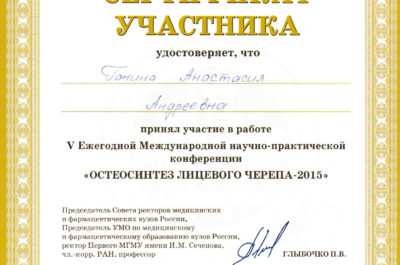 СЕРТИФИКАТ
УЧАСТНИКА
удостоверяет, что
Ганина Анастасия
Андреевна
принял участие в работе
V Ежегодной Международной научно-практической
конференции
«ОСТЕОСИНТЕЗ ЛИЦЕВОГО ЧЕРЕПА-2015»
Председатель Совета ректоров медицинских
и фармацевтических вузов России,
Председатель УМО по медицинскому
и фармацевтическому образованию вузов России,
ректор Первого МГМУ имени И.М. Сеченова,
чл.-корр. РАН, профессор
ГЛЫБОЧКО П.В.